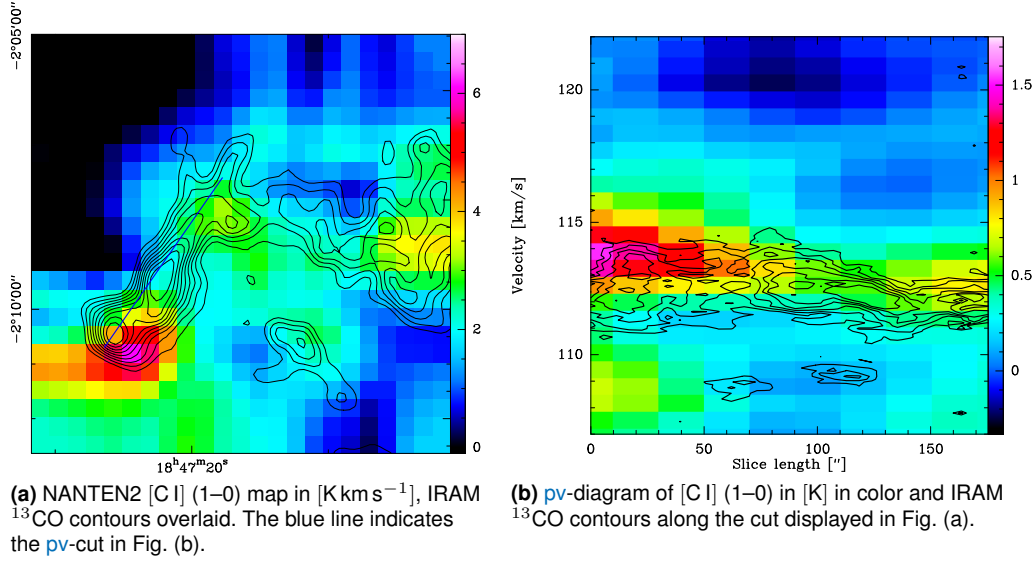 −2°05′00″
−2°10′00″
18ʰ47ᵐ20ˢ
6
4
2
0
(a) NANTEN2 [C I] (1–0) map in [K km s⁻¹], IRAM
¹³CO contours overlaid. The blue line indicates
the pv-cut in Fig. (b).
120
115
110
Velocity [km/s]
0
50
100
150
Slice length [″]
1.5
1
0.5
0
(b) pv-diagram of [C I] (1–0) in [K] in color and IRAM
¹³CO contours along the cut displayed in Fig. (a).